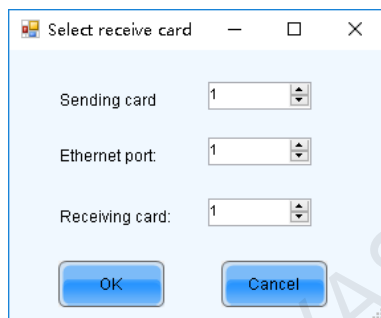 Select receive card
Sending card 1
Ethernet port: 1
Receiving card: 1
OK Cancel